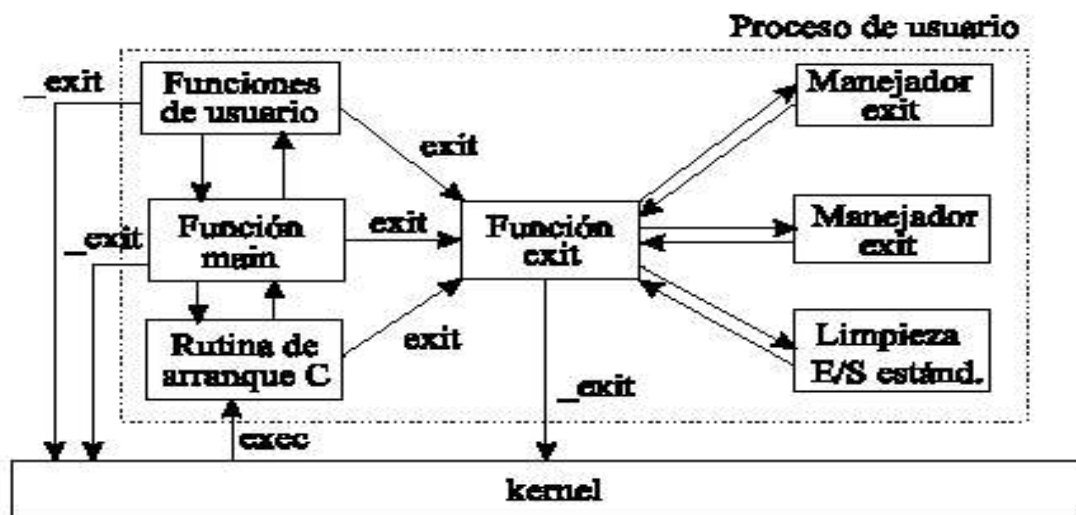 Proceso de usuario
_exit
Funciones
de usuario
Manejador
exit
exit
_exit
Función
main
exit
Función
exit
Manejador
exit
Rutina de
arranque C
exit
Limpieza
E/S estánd.
_exit
exec
kernel